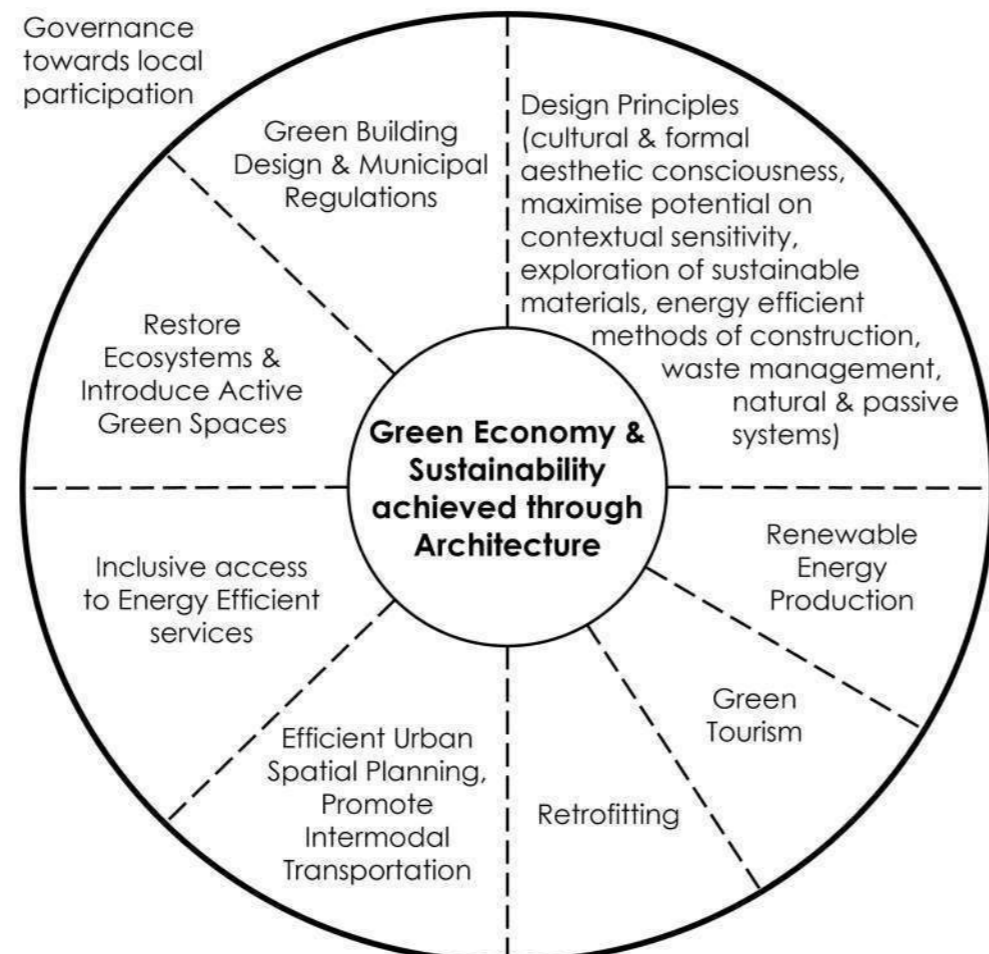 Governance
towards local
participation
Green Building
Design & Municipal
Regulations
Design Principles
(cultural & formal
aesthetic consciousness,
maximise potential on
contextual sensitivity,
exploration of sustainable
materials, energy efficient
methods of construction,
waste management,
natural & passive
systems)
Restore
Ecosystems &
Introduce Active
Green Spaces
Green Economy &
Sustainability
achieved through
Architecture
Renewable
Energy
Production
Inclusive access
to Energy Efficient
services
Green
Tourism
Efficient Urban
Spatial Planning,
Promote
Intermodal
Transportation
Retrofitting